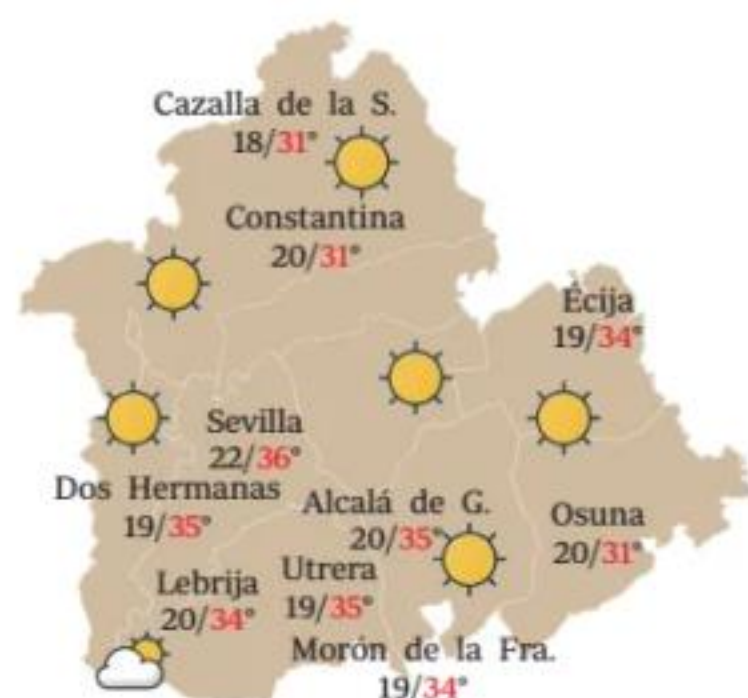 Cazalla de la S.
18/31°
Constantina
20/31°
Écija
19/34°
Sevilla
22/36°
Dos Hermanas
19/35°
Alcalá de G.
20/35°
Osuna
20/31°
Lebrija
20/34°
Utrera
19/35°
Morón de la Fra.
19/34°